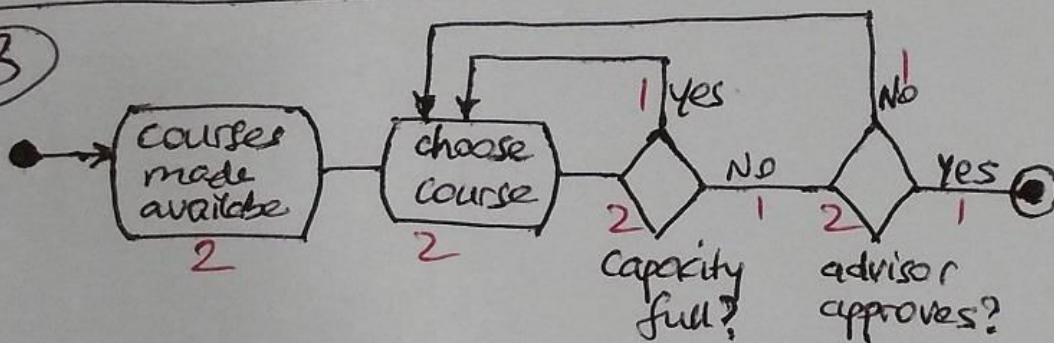 3
courses
made
availabe
2
choose
course
2
1 yes
2
Capacity
full?
No
1
1
No
2
advisor
approves?
yes
1